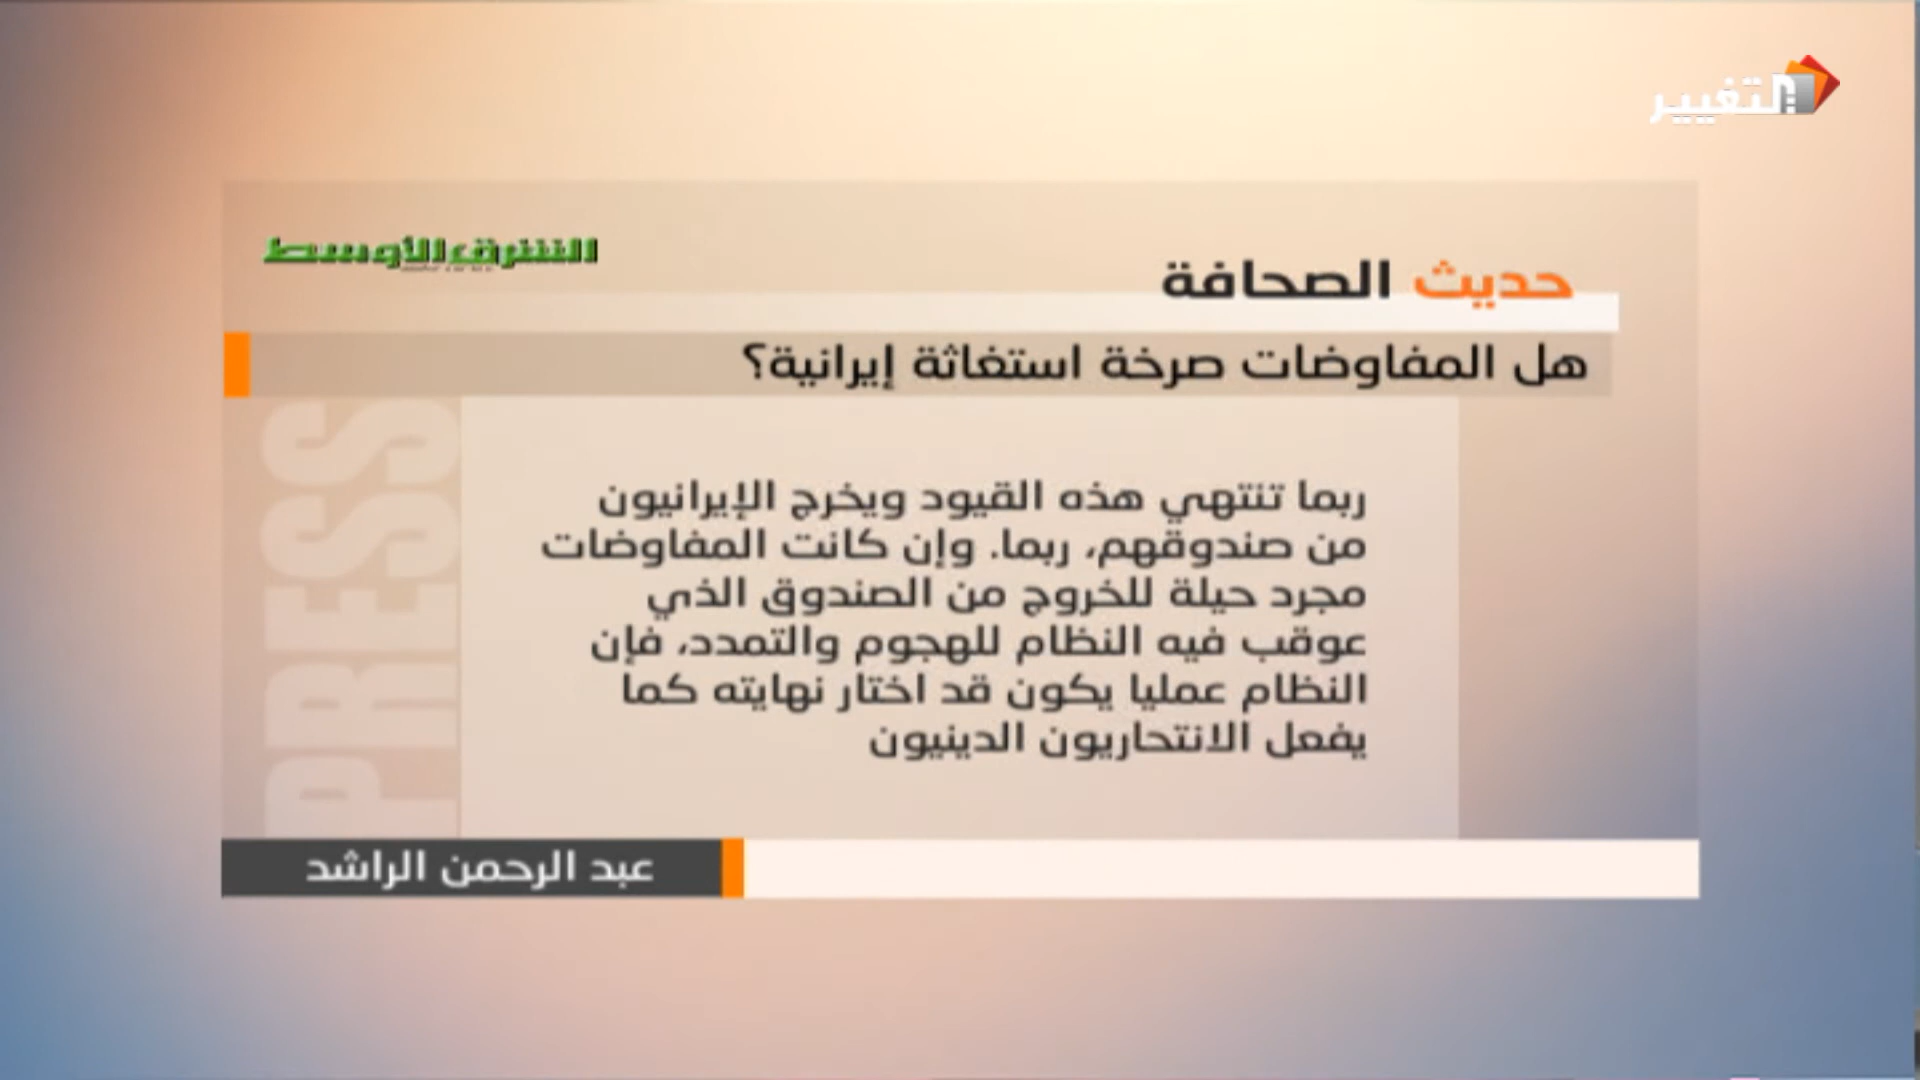 التغيير
الشرق الأوسط
حديث الصحافة
هل المفاوضات صرخة استغاثة إيرانية؟
PRESS
ربما تنتهي هذه القيود ويخرج الإيرانيون
من صندوقهم، ربما. وإن كانت المفاوضات
مجرد حيلة للخروج من الصندوق الذي
عوقب فيه النظام للهجوم والتمدد، فإن
النظام عمليا يكون قد اختار نهايته كما
يفعل الانتحاريون الدينيون
عبد الرحمن الراشد